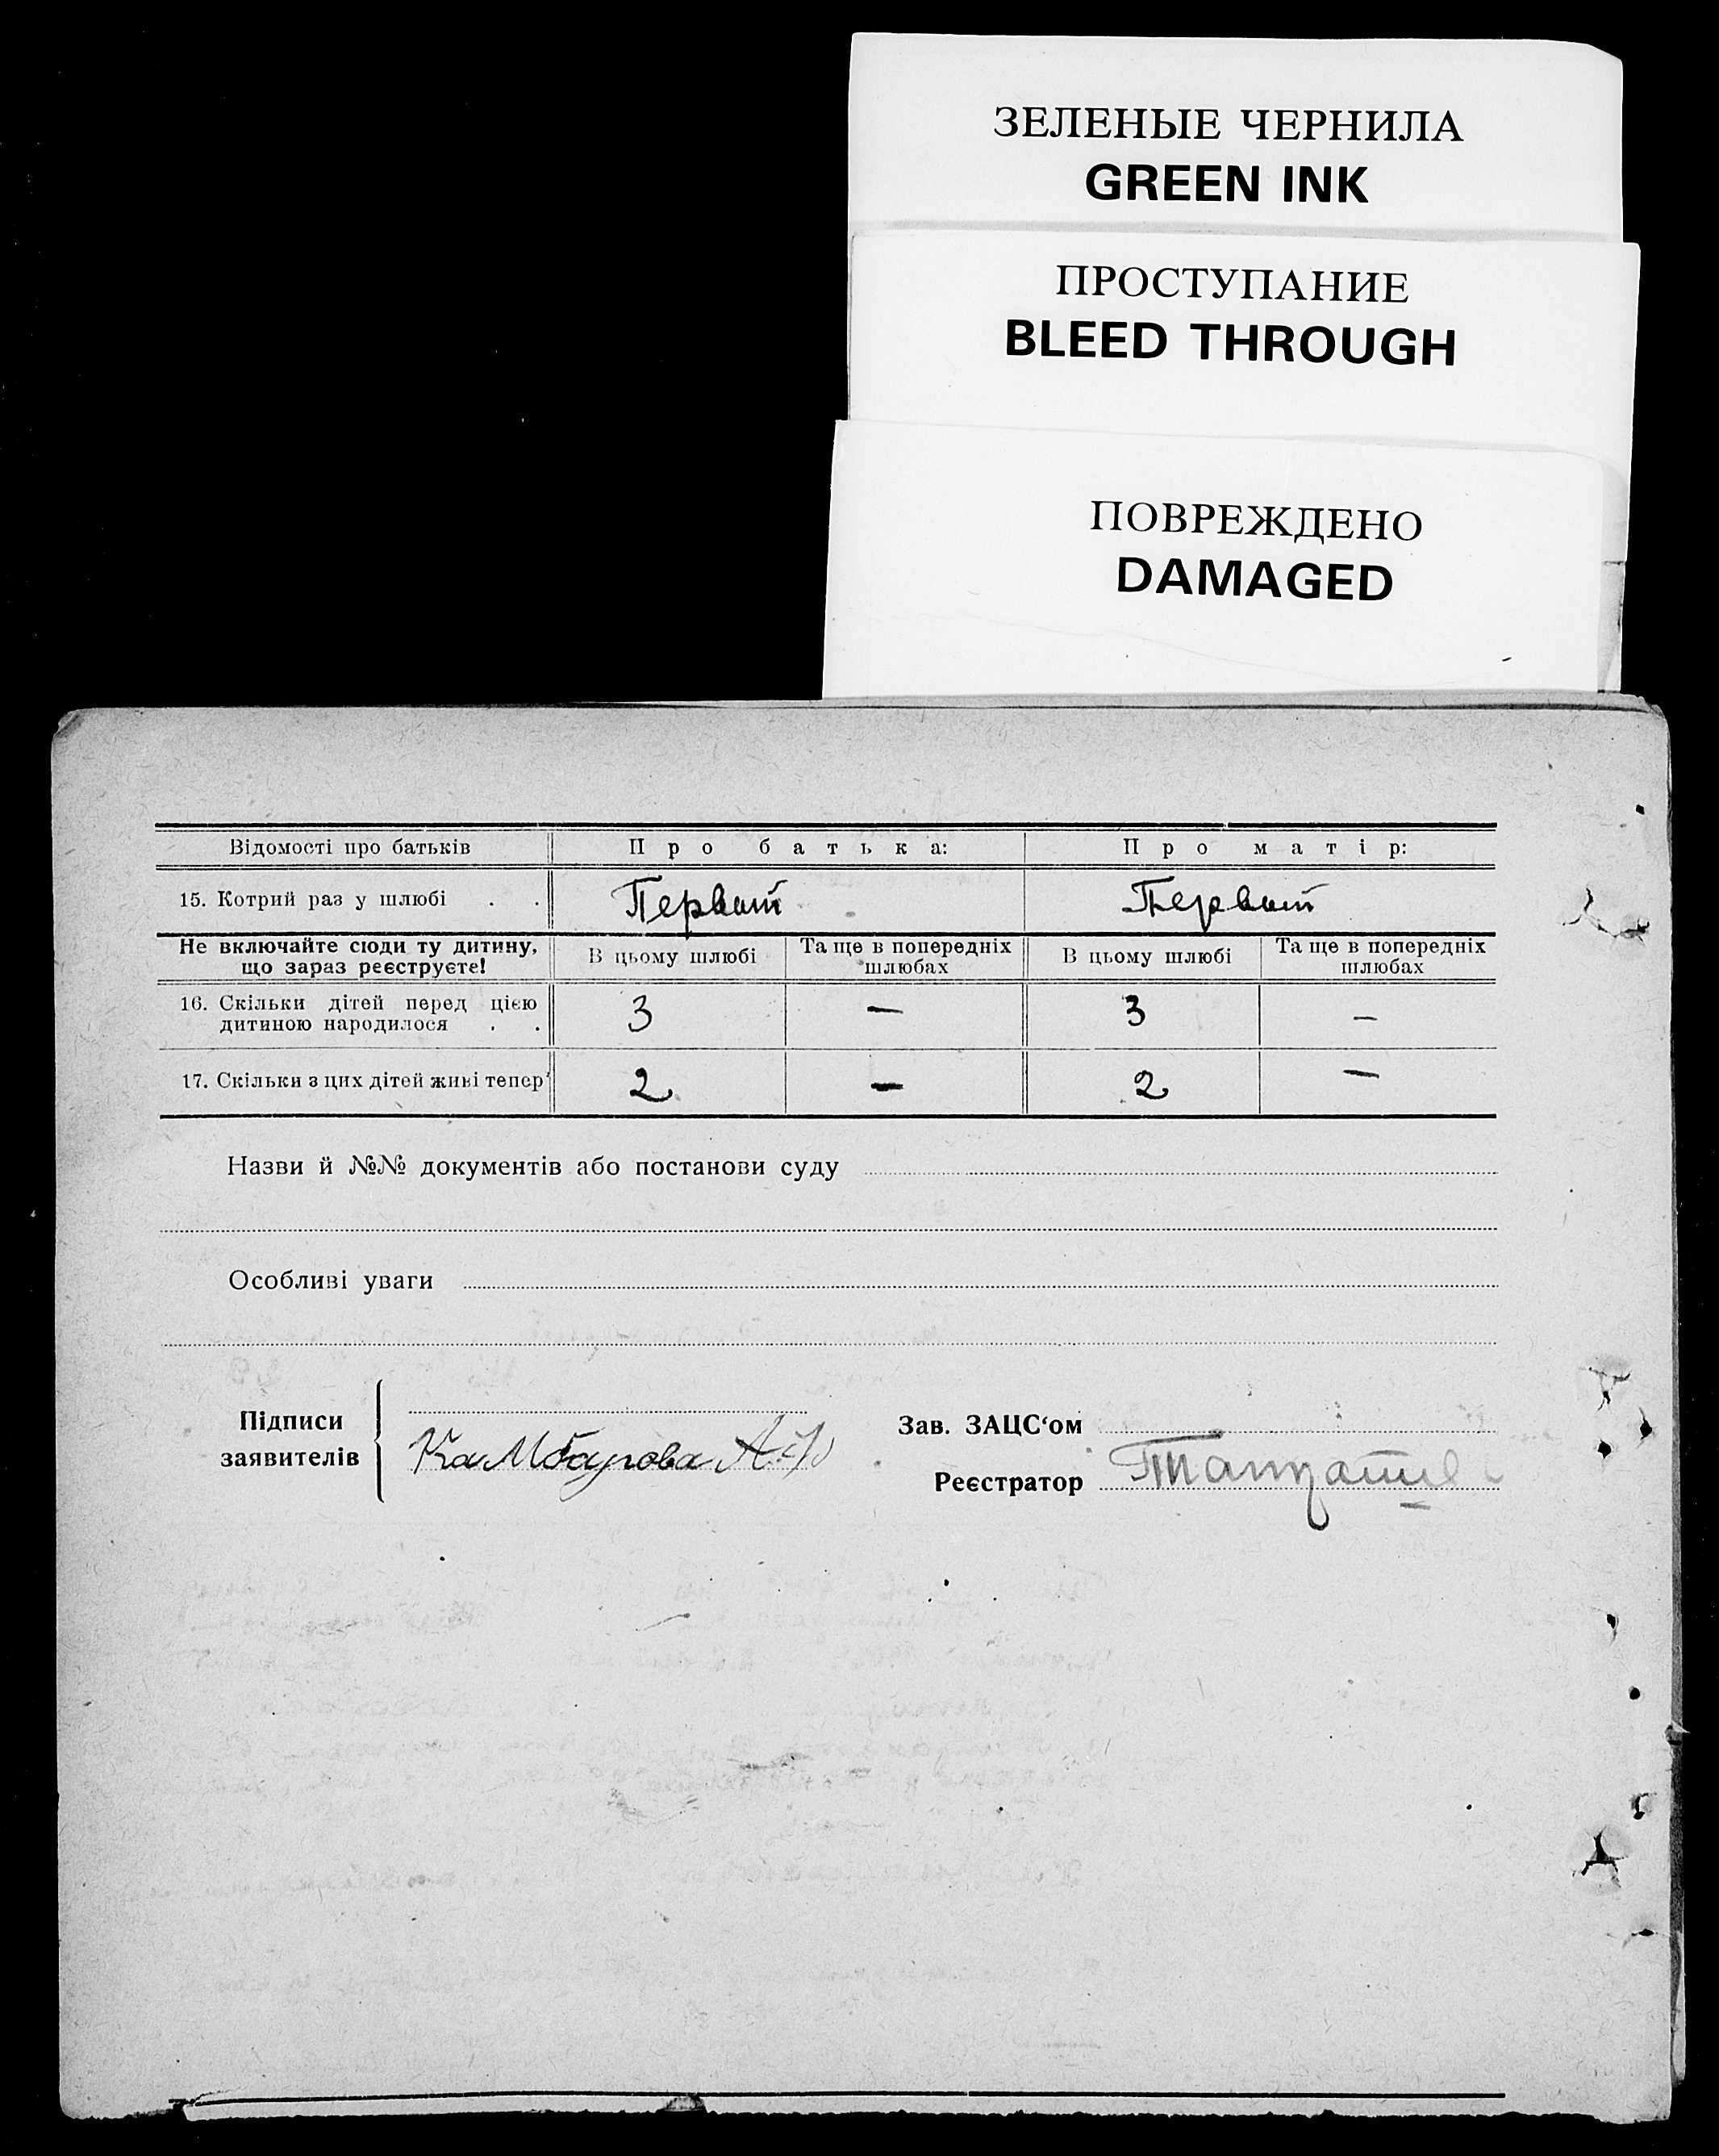 ЗЕЛЕНЫЕ ЧЕРНИЛА
GREEN INK
ПРОСТУПАНИЕ
BLEED THROUGH
ПОВРЕЖДЕНО
DAMAGED
Відомості про батьків Про батька: Про матір:
15. Котрий раз у шлюбі . . Первый Первый
Не включайте сюди ту дитину, що зараз реєструєте! В цьому шлюбі Та ще в попередніх шлюбах В цьому шлюбі Та ще в попередніх шлюбах
16. Скільки дітей перед цією дитиною народилося . . 3 — 3 —
17. Скільки з цих дітей живі тепер 2 — 2 —
Назви й №№ документів або постанови суду
Особливі уваги
Підписи заявителів
Зав. ЗАЦС‘ом
Реєстратор